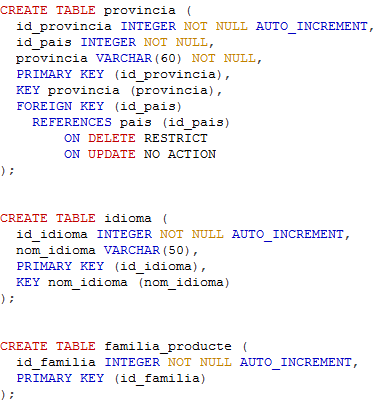 CREATE TABLE provincia (
  id_provincia INTEGER NOT NULL AUTO_INCREMENT,
  id_pais INTEGER NOT NULL,
  provincia VARCHAR(60) NOT NULL,
  PRIMARY KEY (id_provincia),
  KEY provincia (provincia),
  FOREIGN KEY (id_pais)
    REFERENCES pais (id_pais)
        ON DELETE RESTRICT
        ON UPDATE NO ACTION
);
CREATE TABLE idioma (
  id_idioma INTEGER NOT NULL AUTO_INCREMENT,
  nom_idioma VARCHAR(50),
  PRIMARY KEY (id_idioma),
  KEY nom_idioma (nom_idioma)
);
CREATE TABLE familia_producte (
  id_familia INTEGER NOT NULL AUTO_INCREMENT,
  PRIMARY KEY (id_familia)
);